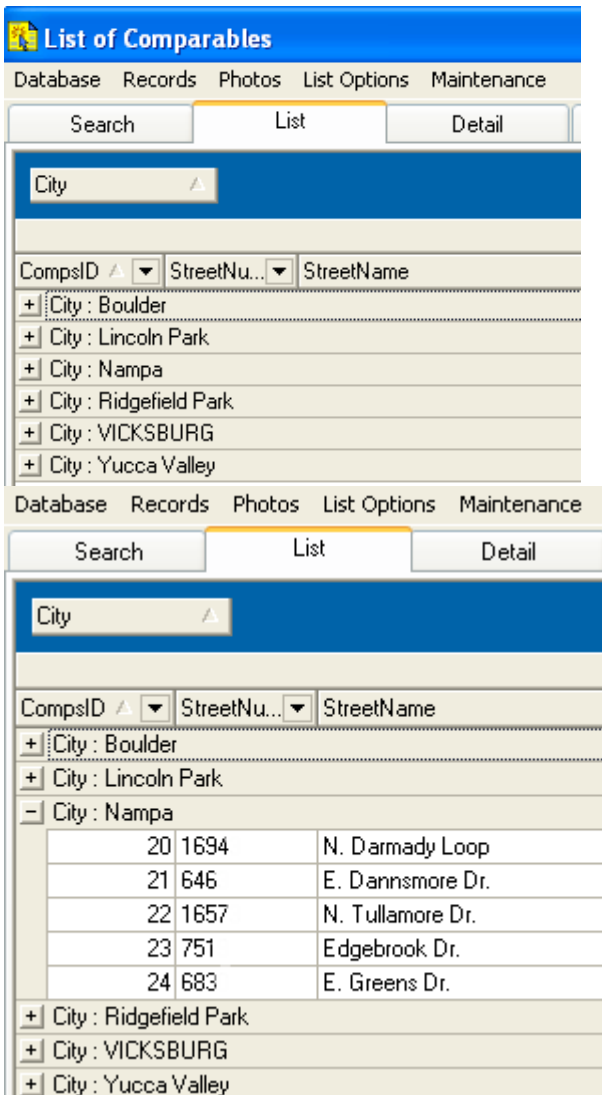 List of Comparables
Database Records Photos List Options Maintenance
Search List Detail
City
CompsID StreetNu... StreetName
City : Boulder
City : Lincoln Park
City : Nampa
City : Ridgefield Park
City : VICKSBURG
City : Yucca Valley
Database Records Photos List Options Maintenance
Search List Detail
City
CompsID StreetNu... StreetName
City : Boulder
City : Lincoln Park
City : Nampa
20 1694 N. Darmady Loop
21 646 E. Dannsmore Dr.
22 1657 N. Tullamore Dr.
23 751 Edgebrook Dr.
24 683 E. Greens Dr.
City : Ridgefield Park
City : VICKSBURG
City : Yucca Valley